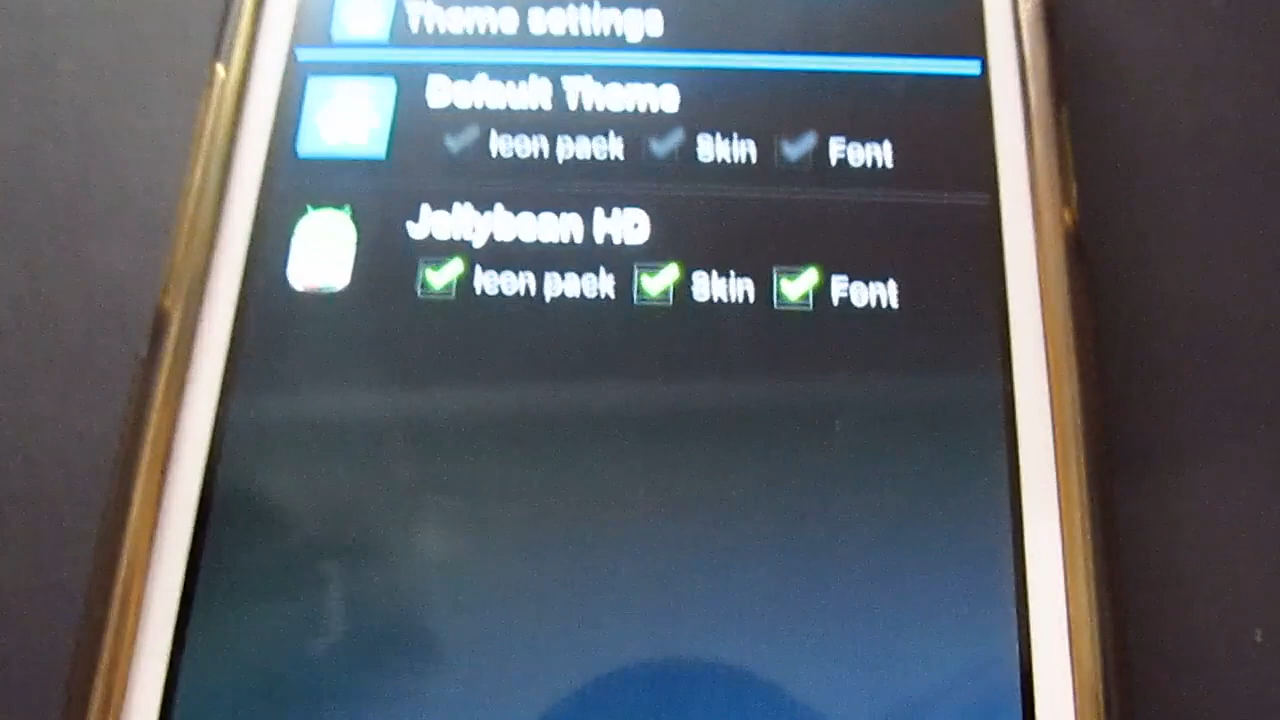 Theme settings
Default Theme
Icon pack Skin Font
Jellybean HD
Icon pack Skin Font